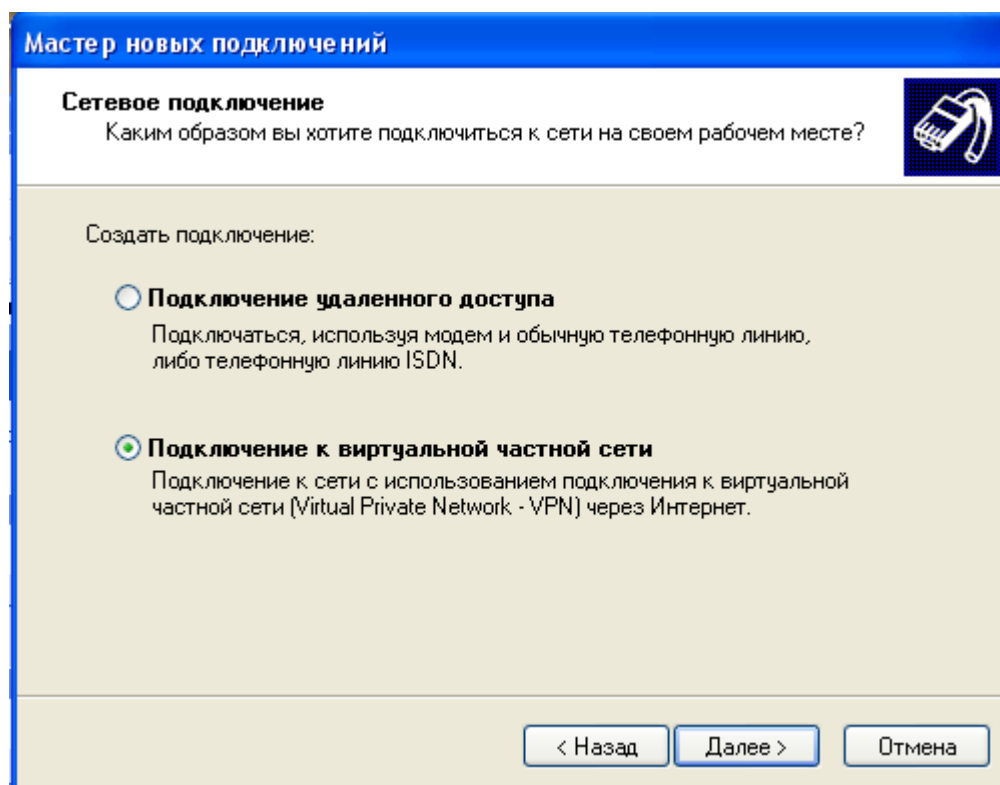 Мастер новых подключений
Сетевое подключение
Каким образом вы хотите подключиться к сети на своем рабочем месте?
Создать подключение:
Подключение удаленного доступа
Подключаться, используя модем и обычную телефонную линию,
либо телефонную линию ISDN.
Подключение к виртуальной частной сети
Подключение к сети с использованием подключения к виртуальной
частной сети (Virtual Private Network - VPN) через Интернет.
< Назад
Далее >
Отмена